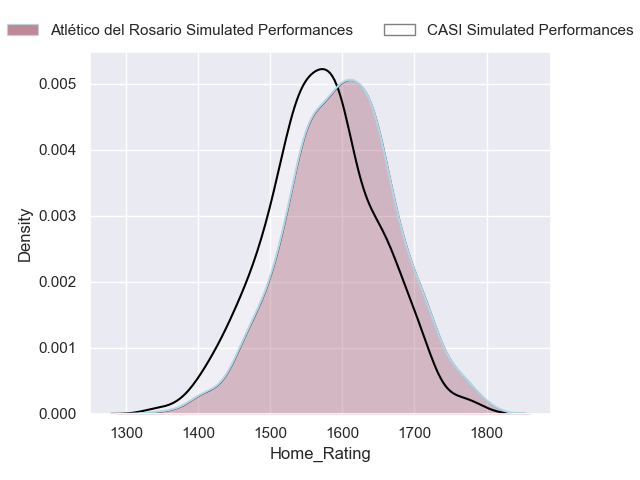 Atlético del Rosario Simulated Performances CASI Simulated Performances
0.005
0.004
0.003
0.002
0.001
0.000
Density
1300 1400 1500 1600 1700 1800
Home_Rating